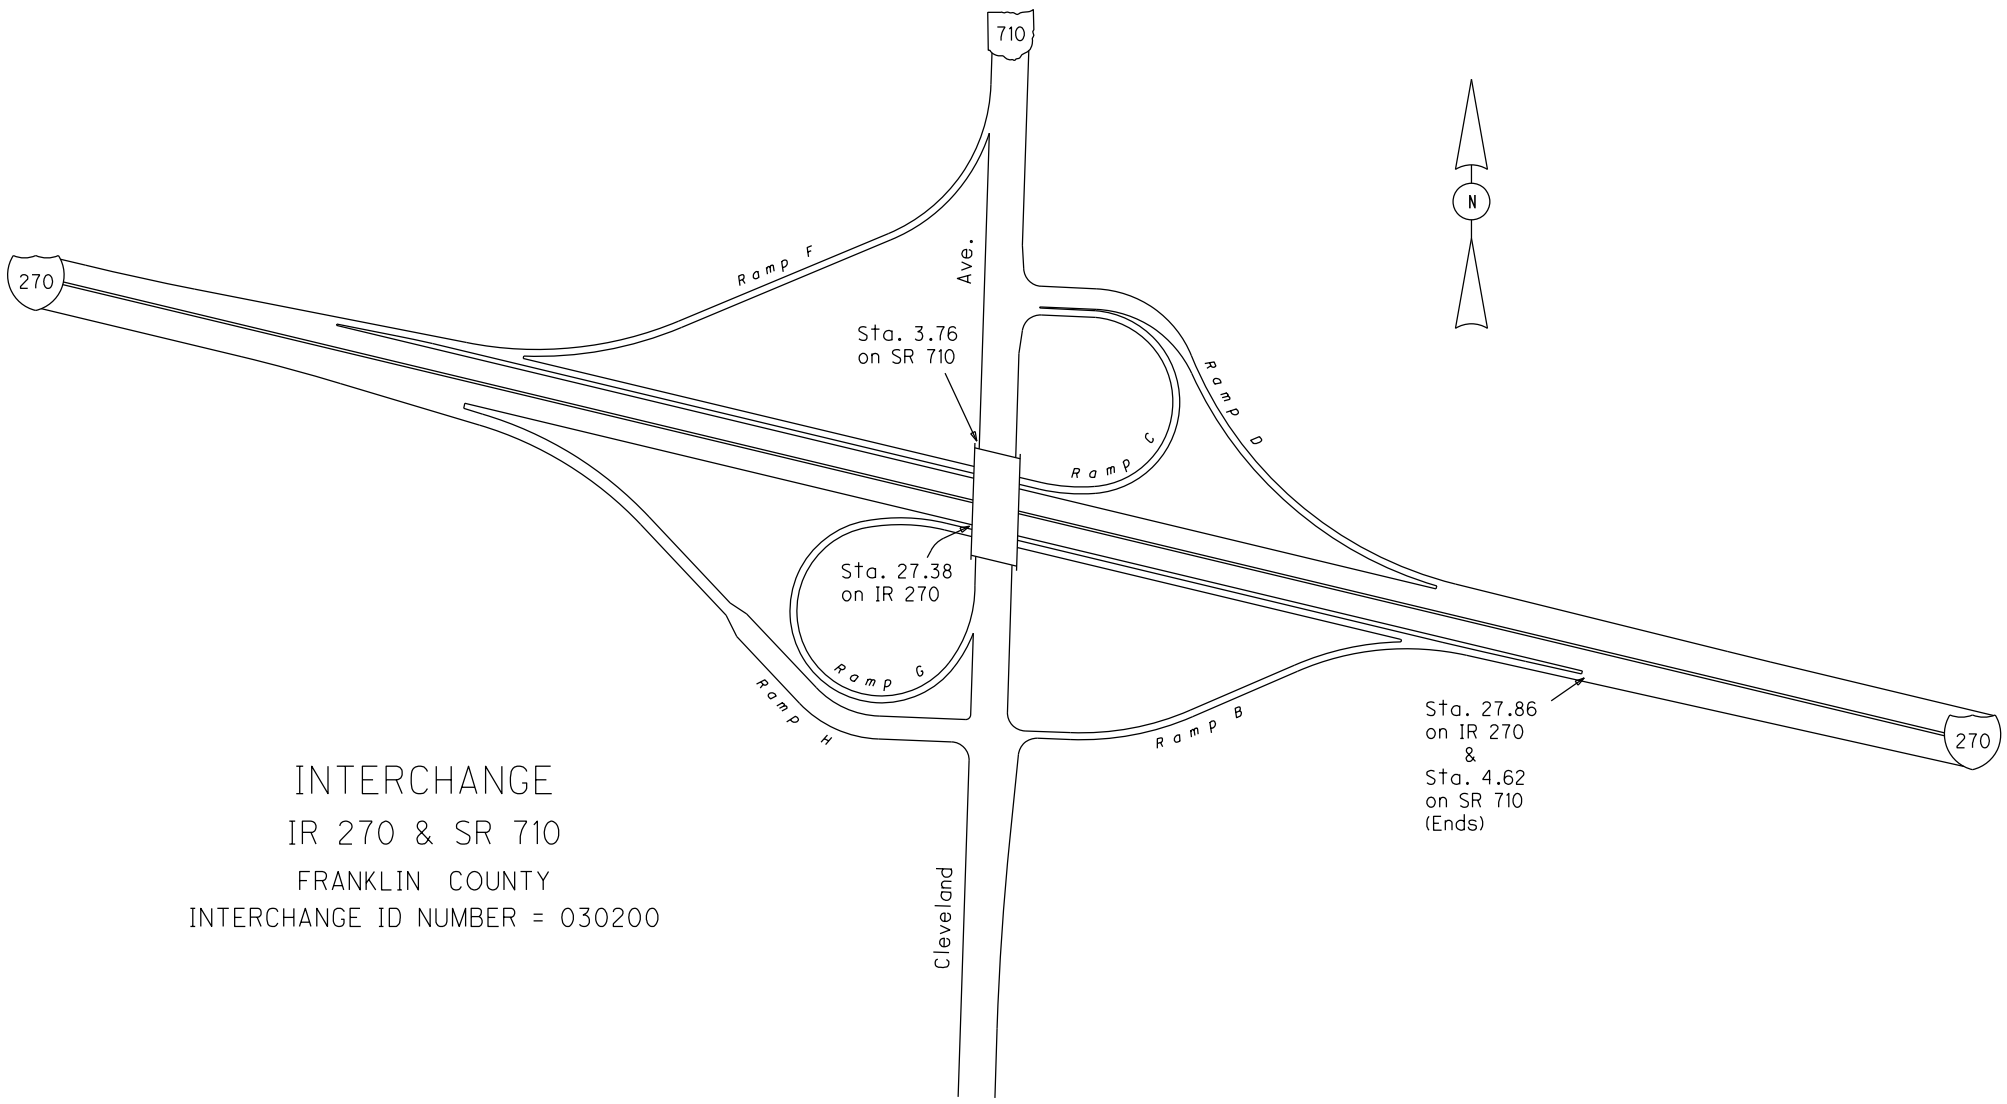 710
N
270
Ramp F
Ave.
Sta. 3.76
on SR 710
Ramp D
Ramp C
Sta. 27.38
on IR 270
Ramp G
Ramp H
Ramp B
Sta. 27.86
on IR 270
&
Sta. 4.62
on SR 710
(Ends)
270
INTERCHANGE
IR 270 & SR 710
FRANKLIN COUNTY
INTERCHANGE ID NUMBER = 030200
Cleveland